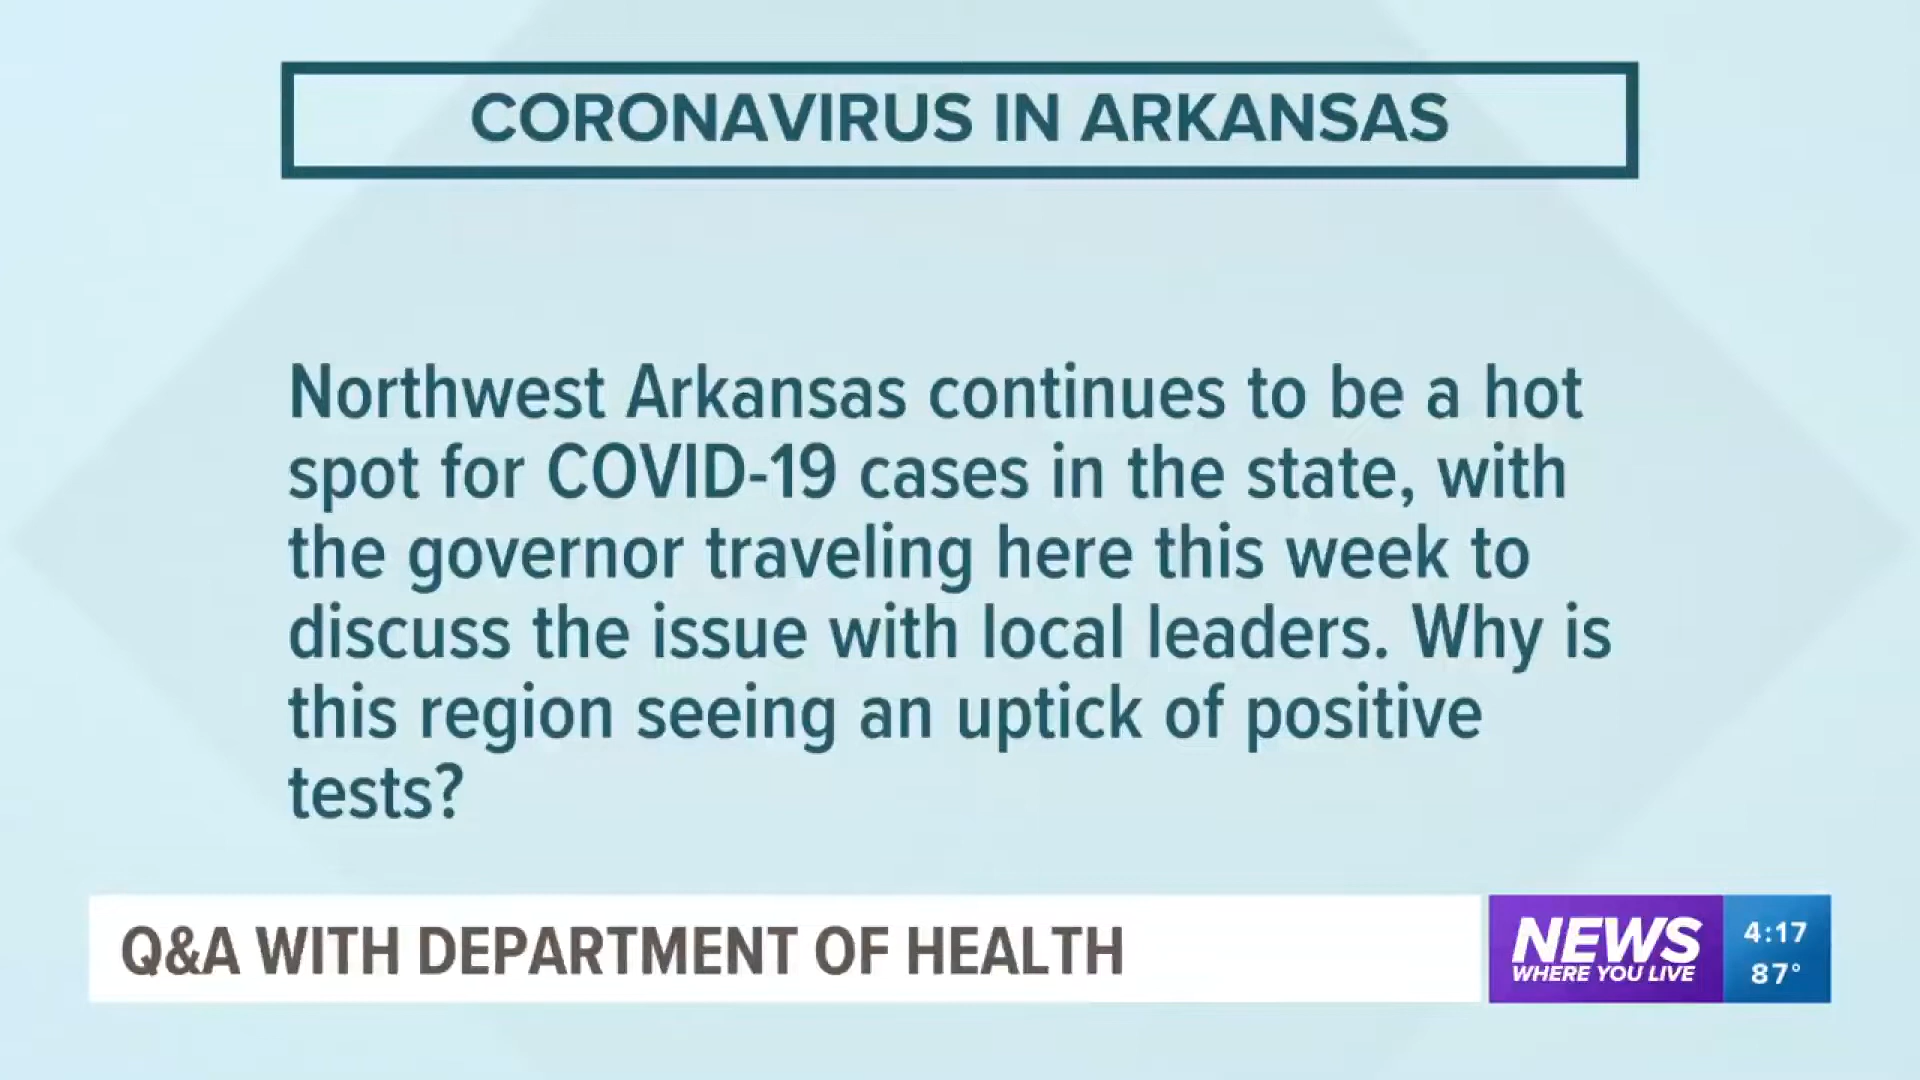 CORONAVIRUS IN ARKANSAS
Northwest Arkansas continues to be a hot
spot for COVID-19 cases in the state, with
the governor traveling here this week to
discuss the issue with local leaders. Why is
this region seeing an uptick of positive
tests?
Q&A WITH DEPARTMENT OF HEALTH
NEWS
WHERE YOU LIVE
4:17
87°